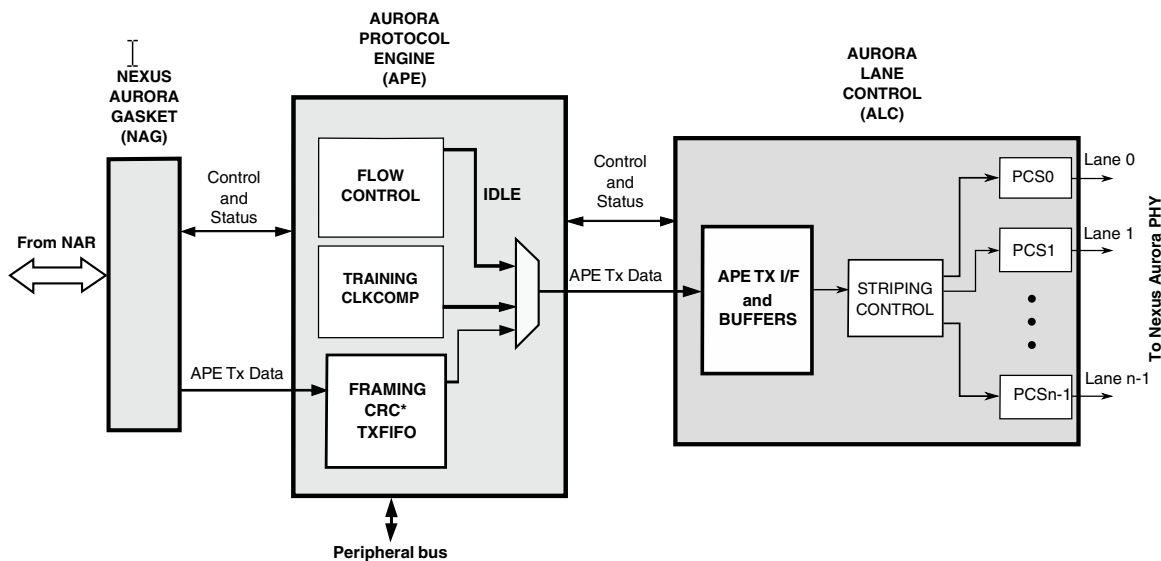 AURORA
PROTOCOL
ENGINE
(APE)
AURORA
LANE
CONTROL
(ALC)
NEXUS
AURORA
GASKET
(NAG)
From NAR
Control
and
Status
APE Tx Data
FLOW
CONTROL
IDLE
TRAINING
CLKCOMP
FRAMING
CRC*
TXFIFO
Peripheral bus
Control
and
Status
APE Tx Data
APE TX I/F
and
BUFFERS
STRIPING
CONTROL
PCS0
Lane 0
PCS1
Lane 1
PCSn-1
Lane n-1
To Nexus Aurora PHY